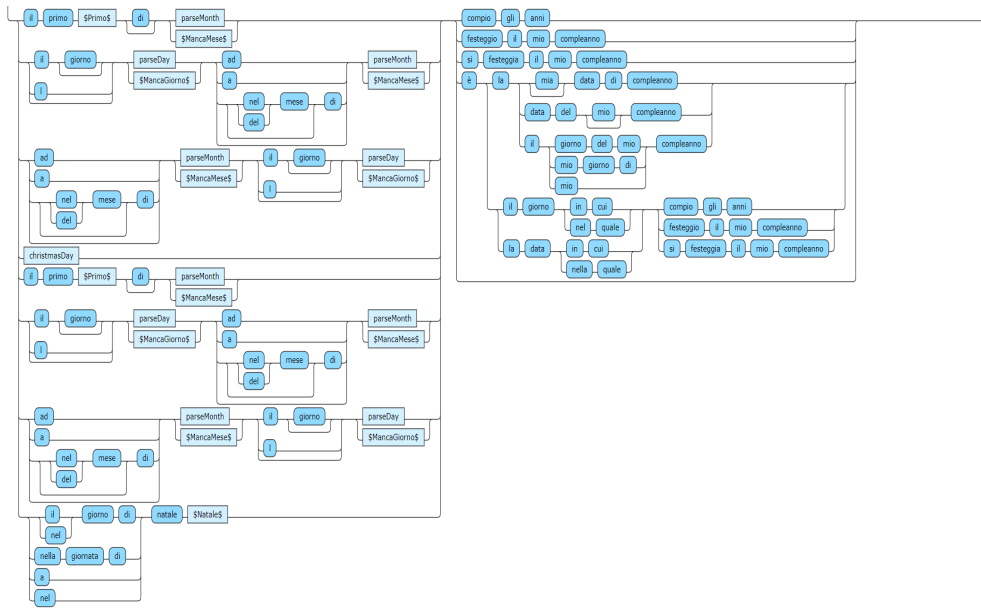 il primo $Primo$ di parseMonth compio gli anni
$MancaMese$ festeggio il mio compleanno
il giorno parseDay ad parseMonth si festeggia il mio compleanno
l $MancaGiorno$ a $MancaMese$ è la mia data di compleanno
nel mese di
del
data del mio compleanno
il giorno del mio compleanno
mio giorno di
mio
ad parseMonth il giorno parseDay
a $MancaMese$ l $MancaGiorno$
nel mese di
del
il giorno in cui compio gli anni
nel quale festeggio il mio compleanno
la data in cui si festeggia il mio compleanno
nella quale
christmasDay
il primo $Primo$ di parseMonth
$MancaMese$
il giorno parseDay ad parseMonth
l $MancaGiorno$ a $MancaMese$
nel mese di
del
ad parseMonth il giorno parseDay
a $MancaMese$ l $MancaGiorno$
nel mese di
del
il giorno di natale $Natale$
nel
nella giornata di
a
nel